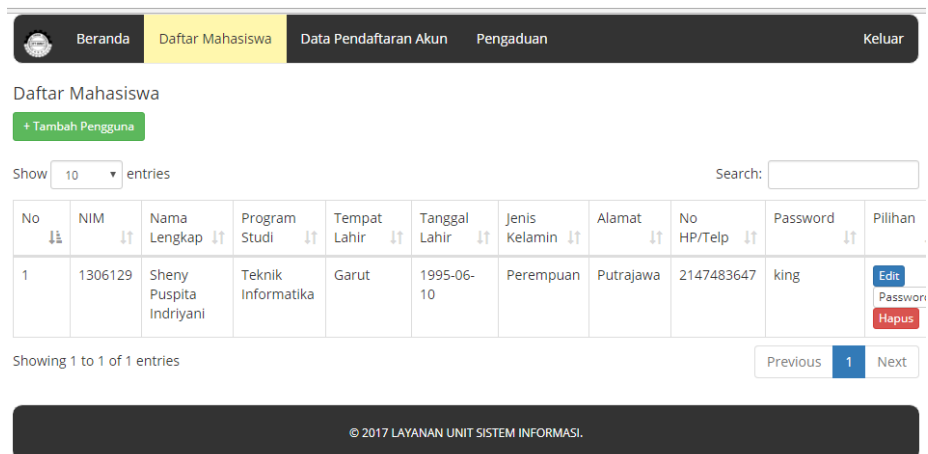 Beranda Daftar Mahasiswa Data Pendaftaran Akun Pengaduan Keluar
Daftar Mahasiswa
+ Tambah Pengguna
Show 10 entries Search:
No NIM Nama Lengkap Program Studi Tempat Lahir Tanggal Lahir Jenis Kelamin Alamat No HP/Telp Password Pilihan
1 1306129 Sheny Puspita Indriyani Teknik Informatika Garut 1995-06-10 Perempuan Putrajawa 2147483647 king Edit
Password
Hapus
Showing 1 to 1 of 1 entries Previous 1 Next
© 2017 LAYANAN UNIT SISTEM INFORMASI.